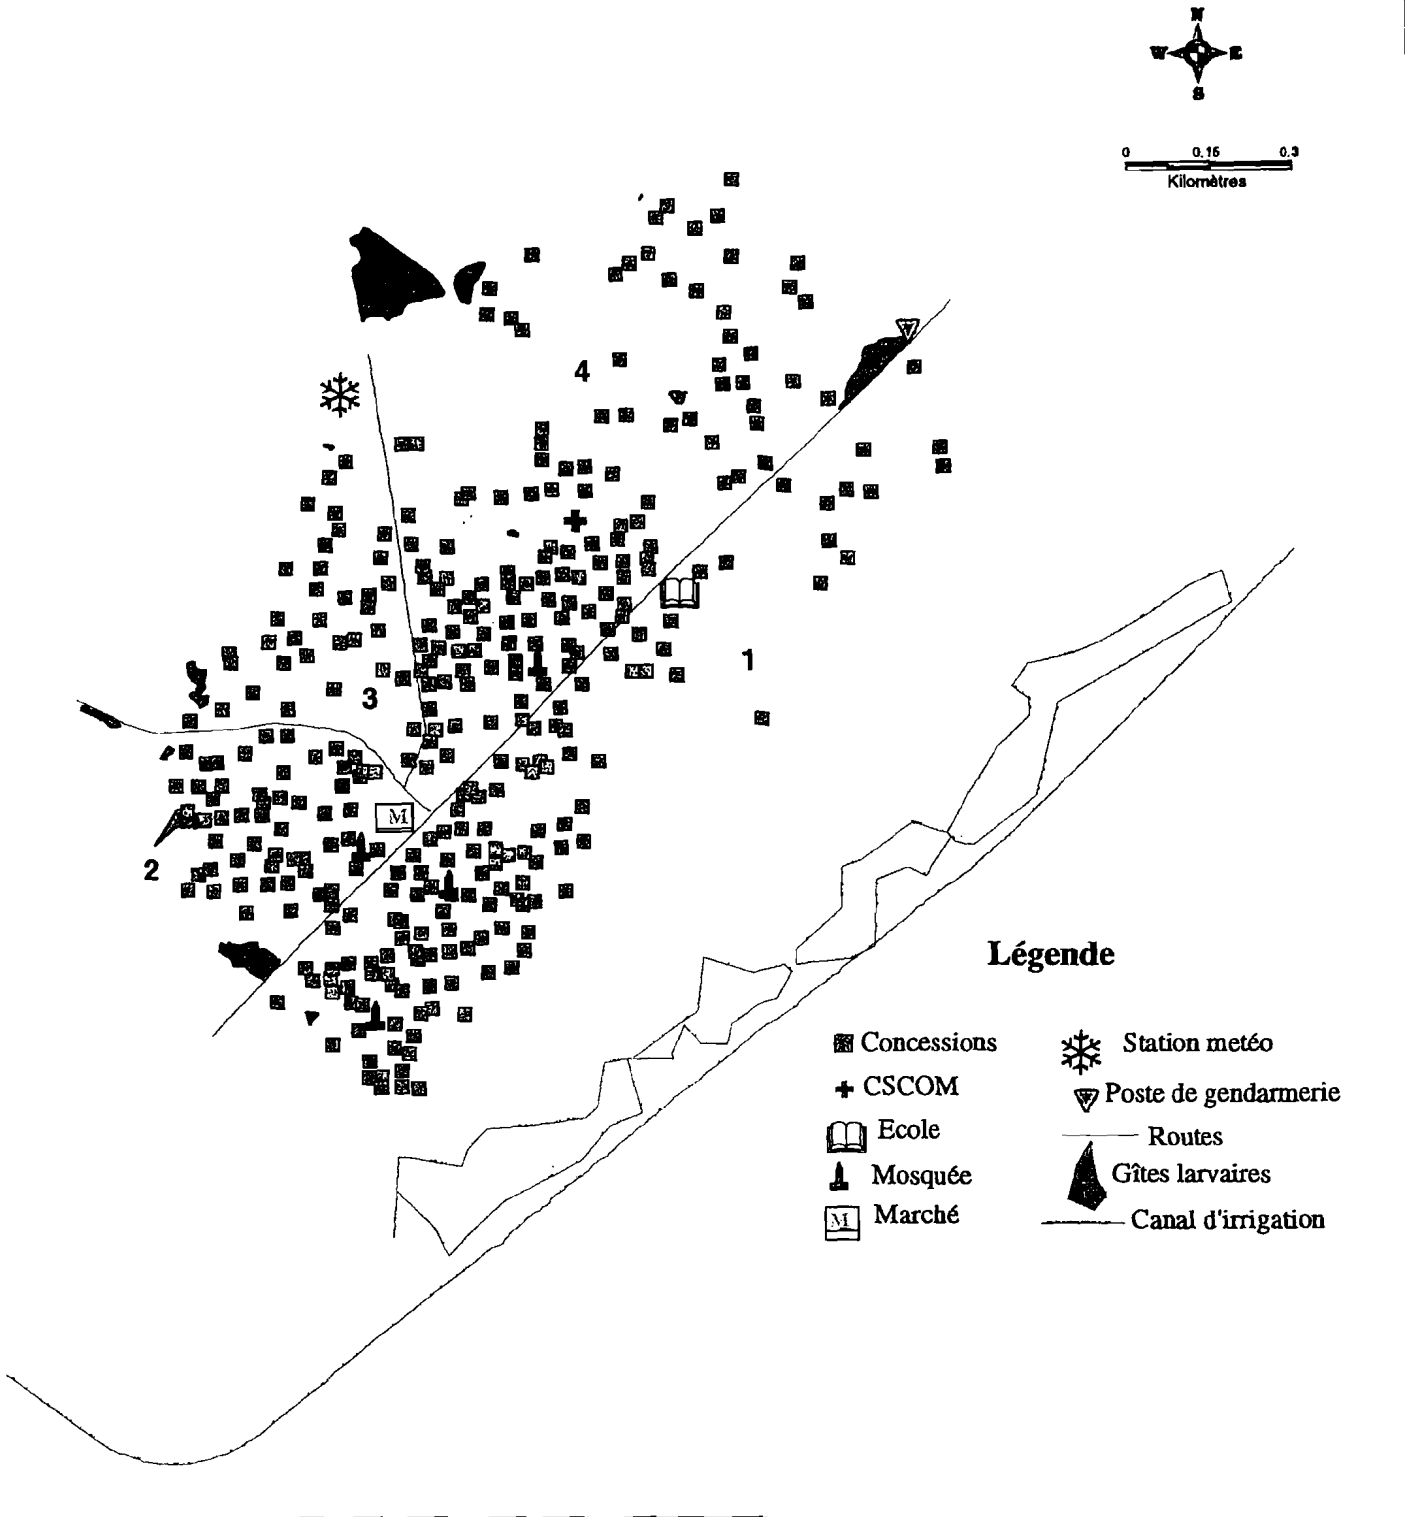 N
W E
S
0 0.15 0.3
Kilomètres
4
1
3
M
2
Légende
Concessions
Station metéo
CSCOM
Poste de gendarmerie
Ecole
Routes
Mosquée
Gîtes larvaires
M Marché
Canal d'irrigation